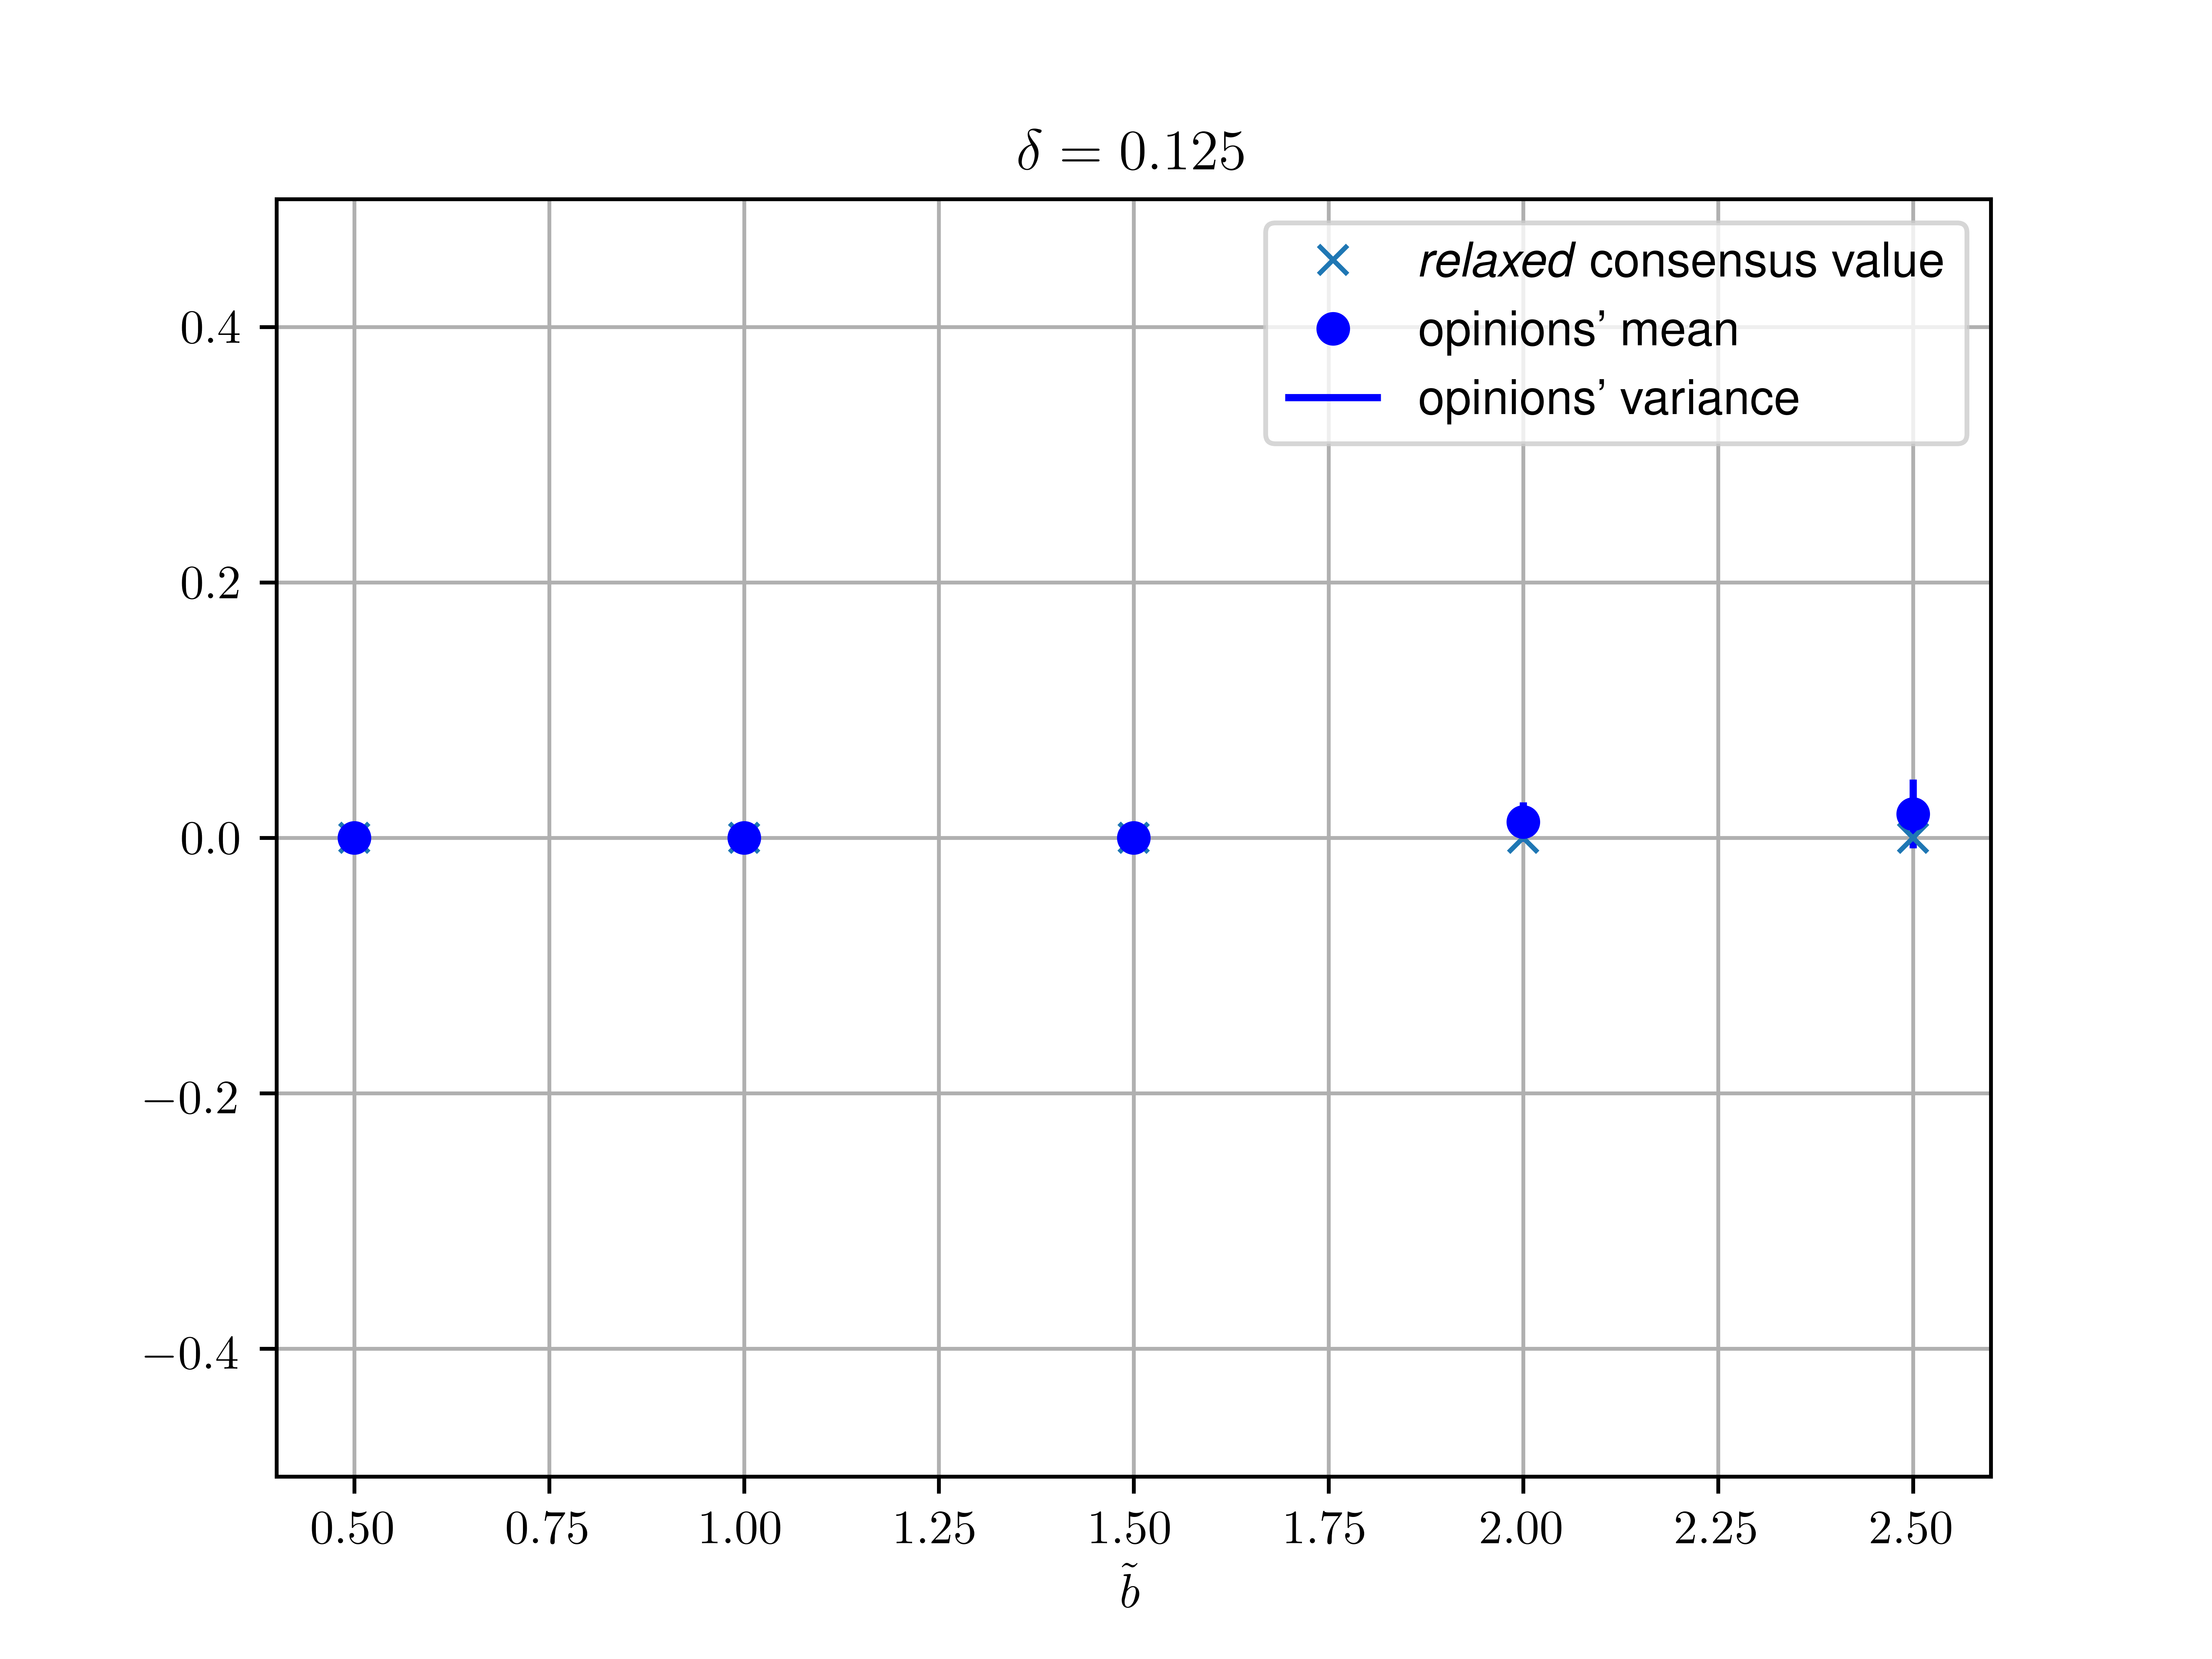 δ = 0.125
relaxed consensus value
opinions’ mean
opinions’ variance
0.4
0.2
0.0
−0.2
−0.4
0.50 0.75 1.00 1.25 1.50 1.75 2.00 2.25 2.50
b̃